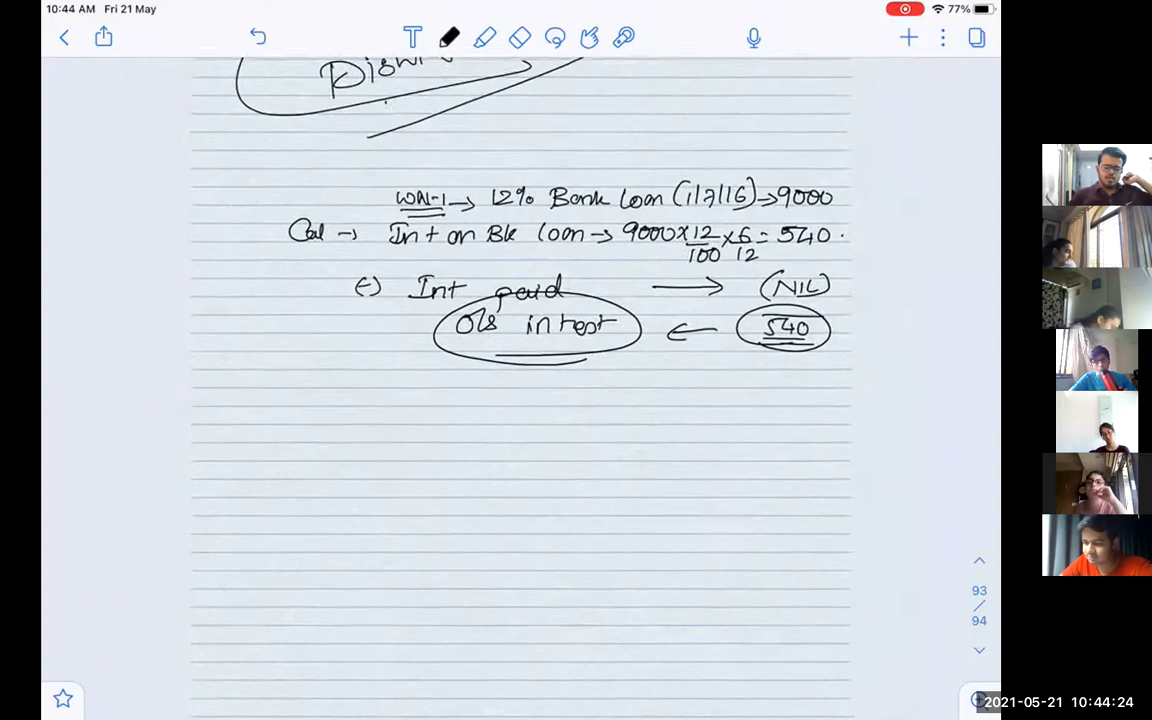 10:44 AM Fri 21 May
77%
WN-1 → 12% Bank loan (1/7/16) → 9000
Cal → Int on Bk loan → 9000 × 12/100 × 6/12 = 540.
(-) Int paid → (NIL)
O/s intrest ← 540
93
/
94
2021-05-21 10:44:24